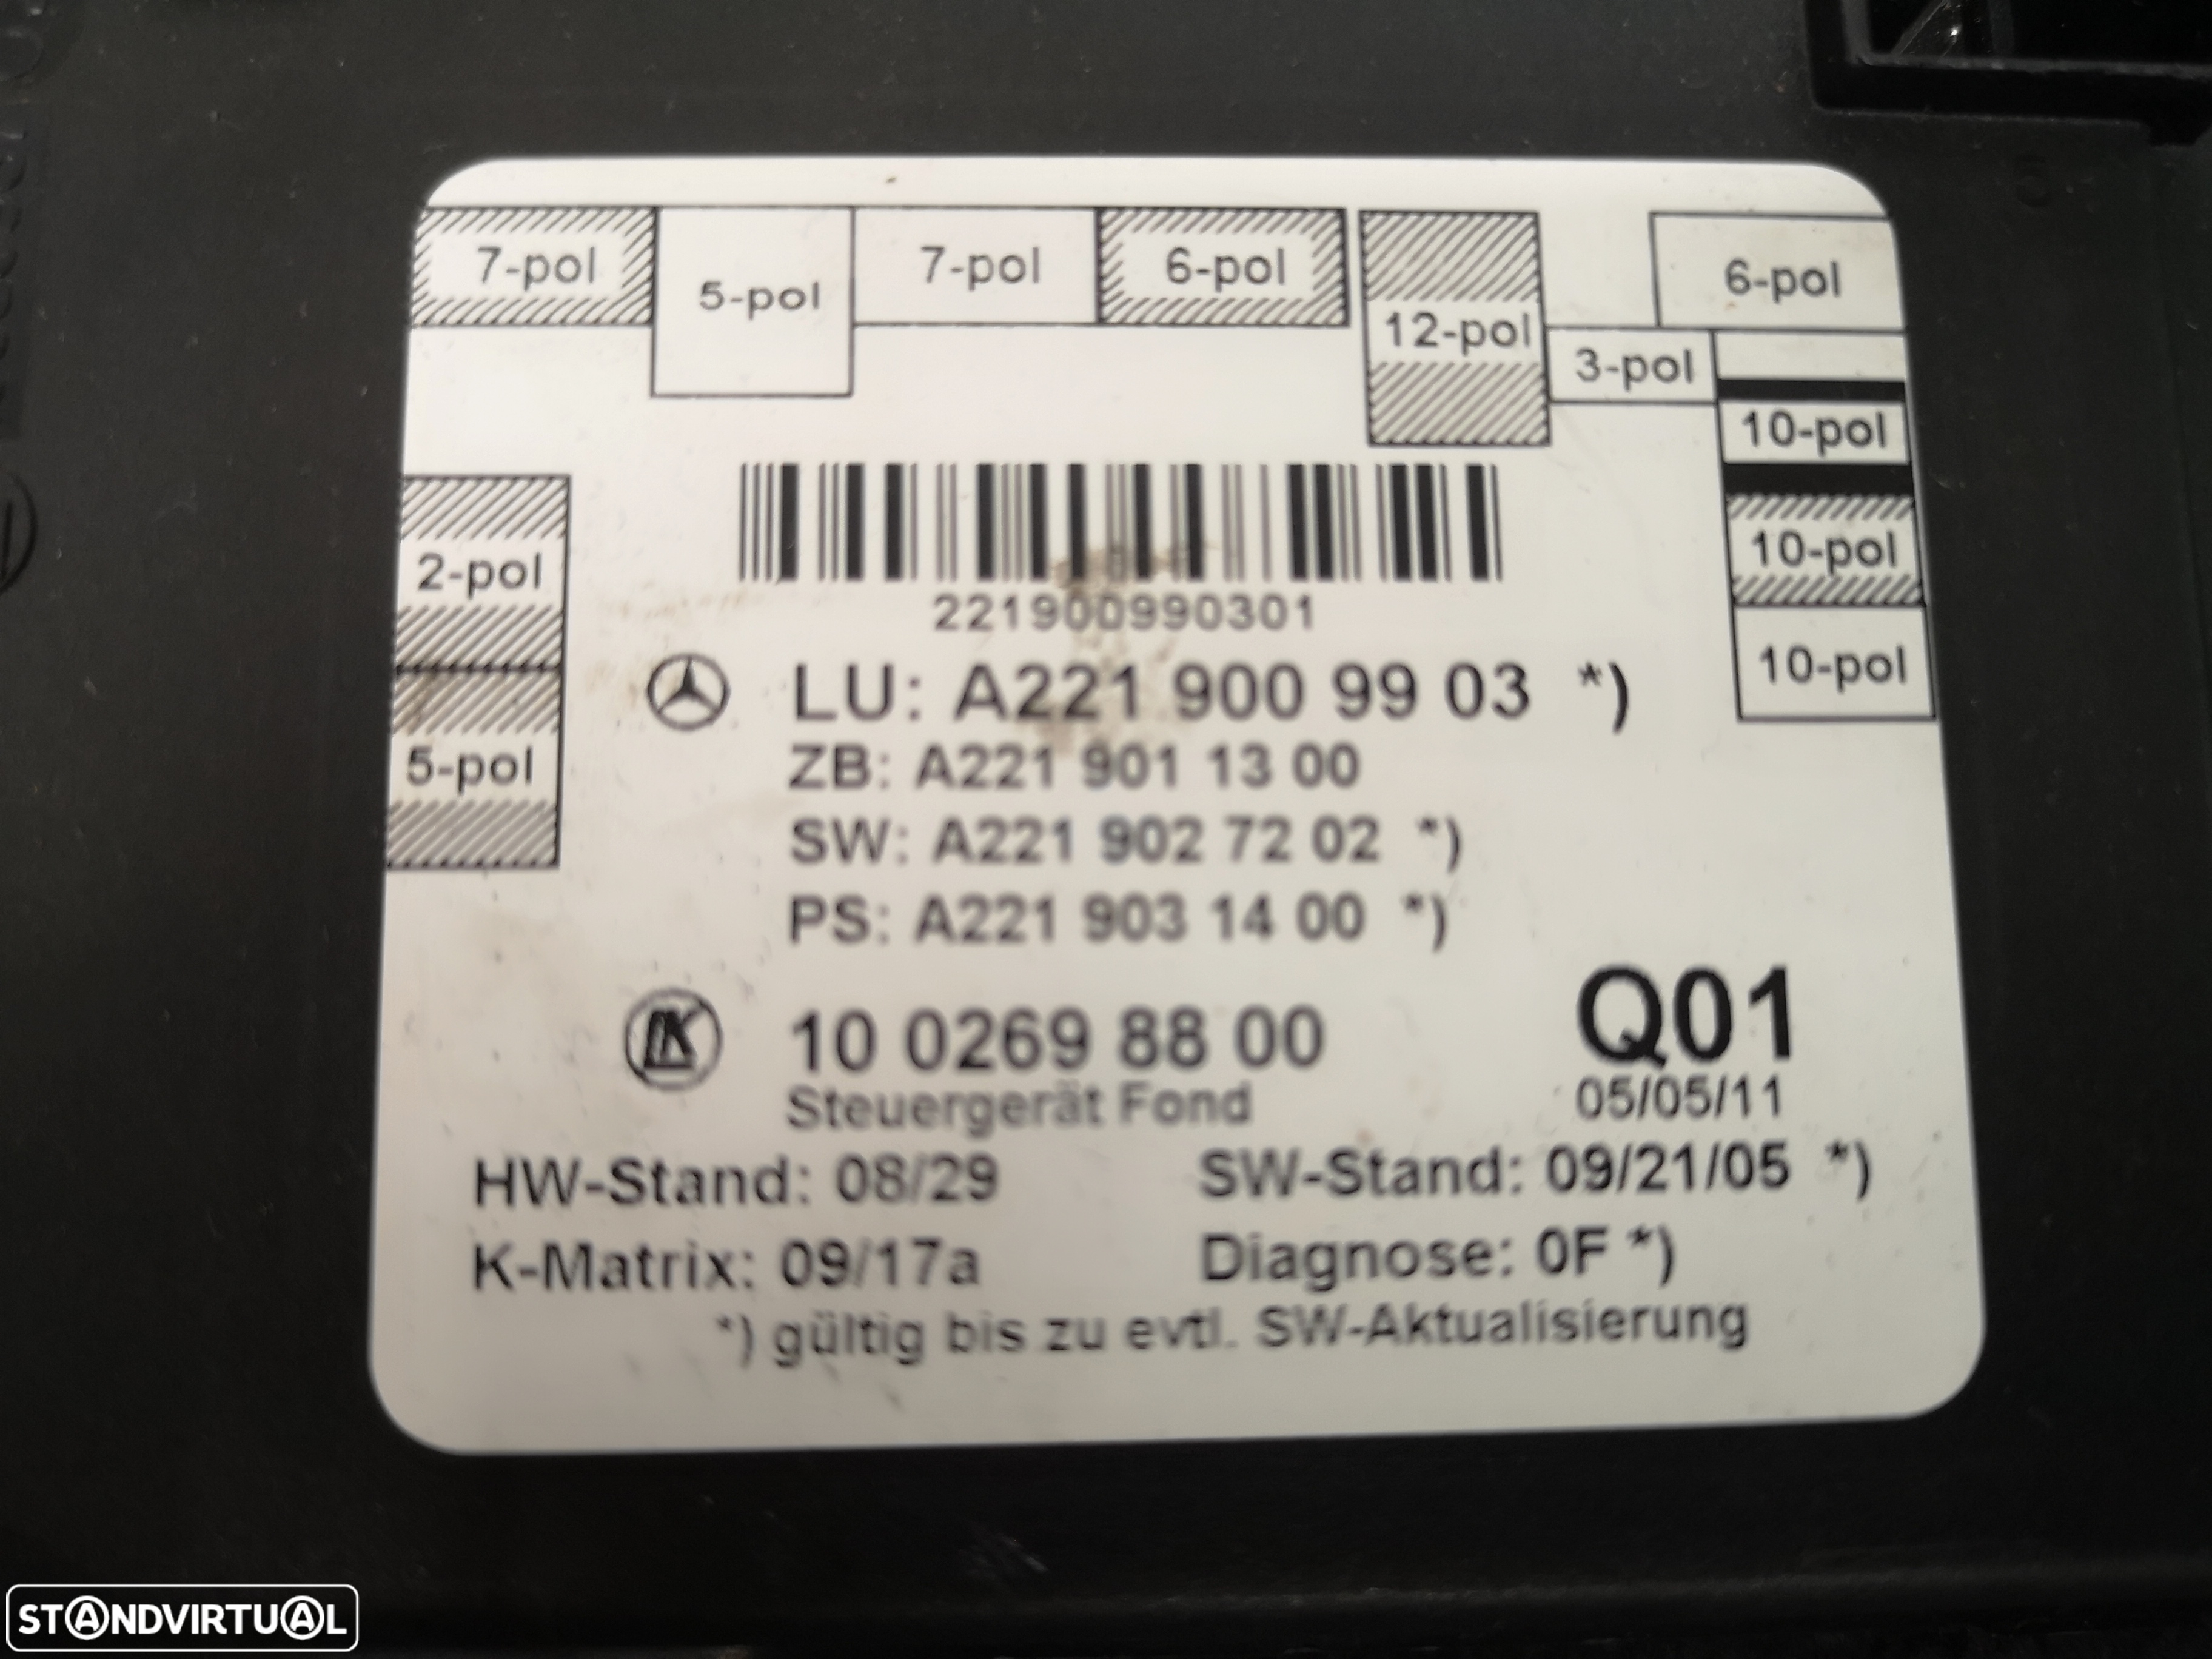 7-pol
5-pol
7-pol
6-pol
12-pol
3-pol
6-pol
10-pol
10-pol
10-pol
2-pol
5-pol
221900990301
LU: A221 900 99 03 *)
ZB: A221 901 13 00
SW: A221 902 72 02 *)
PS: A221 903 14 00 *)
10 0269 88 00
Q01
Steuergerät Fond
05/05/11
HW-Stand: 08/29
SW-Stand: 09/21/05 *)
K-Matrix: 09/17a
Diagnose: 0F *)
*) gültig bis zu evtl. SW-Aktualisierung
STANDVIRTUAL